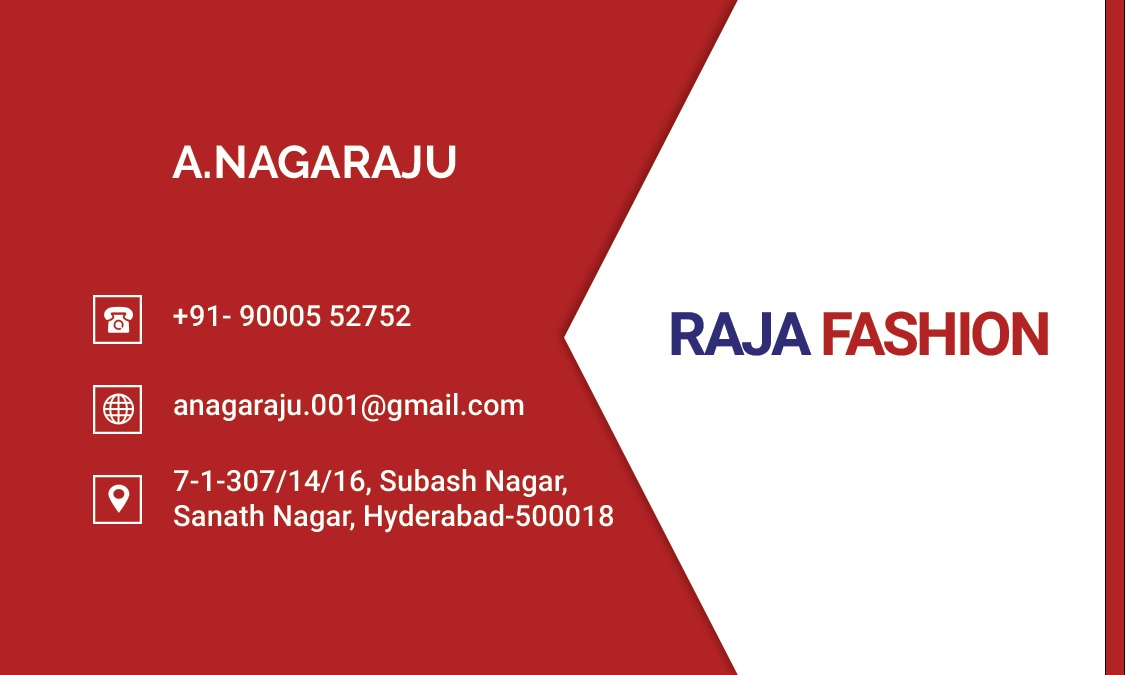 A.NAGARAJU
+91- 90005 52752
anagaraju.001@gmail.com
7-1-307/14/16, Subash Nagar,
Sanath Nagar, Hyderabad-500018
RAJA FASHION